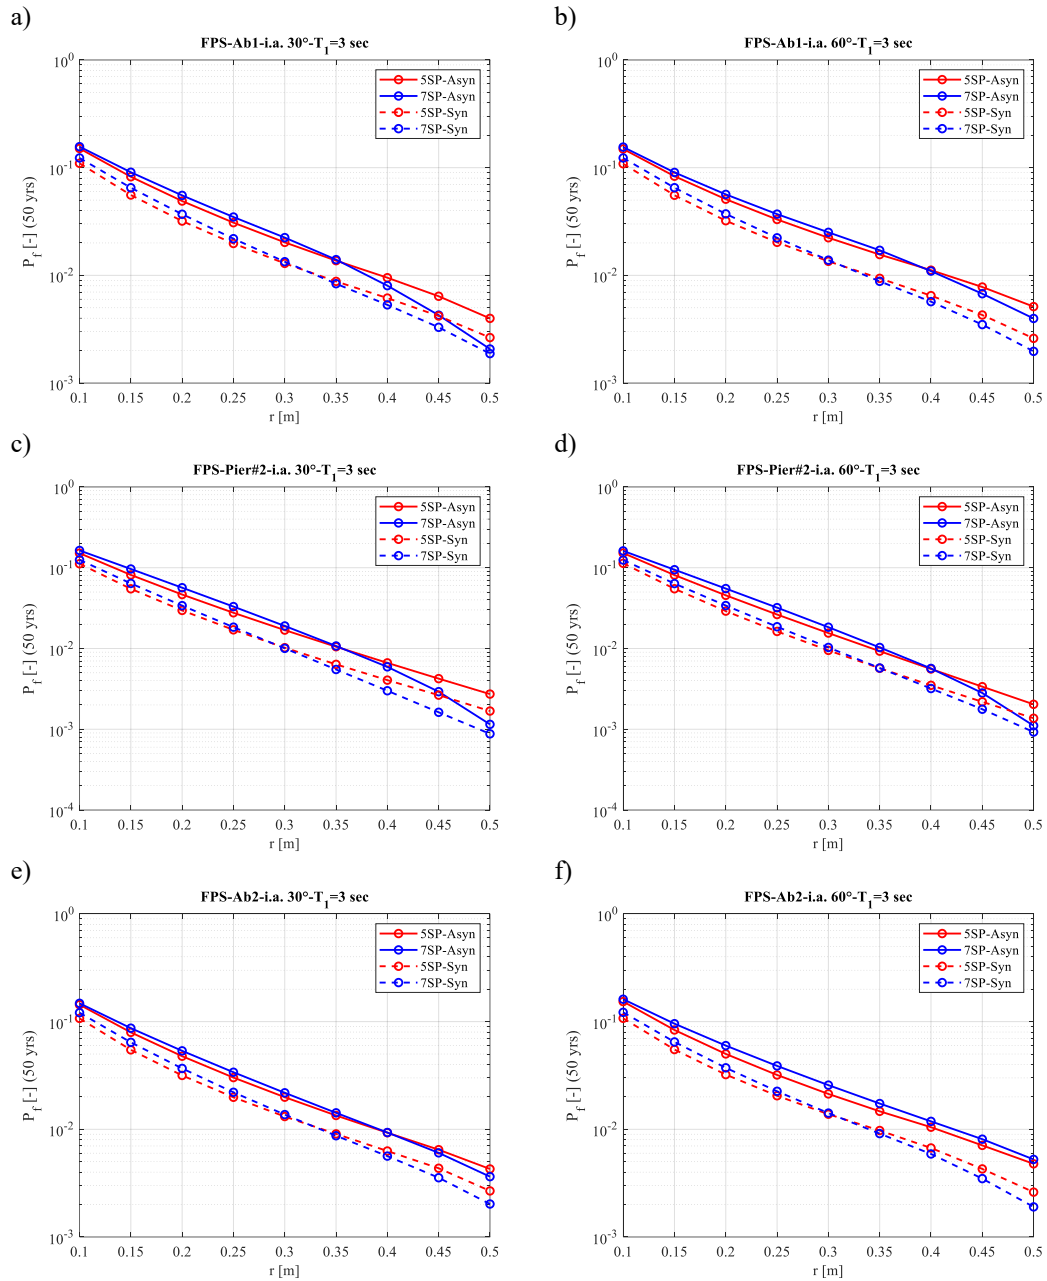 a)
FPS-Ab1-i.a. 30°-T1=3 sec
10^0
10^-1
10^-2
10^-3
P_f [-] (50 yrs)
5SP-Asyn
7SP-Asyn
5SP-Syn
7SP-Syn
0.1 0.15 0.2 0.25 0.3 0.35 0.4 0.45 0.5
r [m]
b)
FPS-Ab1-i.a. 60°-T1=3 sec
10^0
10^-1
10^-2
10^-3
P_f [-] (50 yrs)
5SP-Asyn
7SP-Asyn
5SP-Syn
7SP-Syn
0.1 0.15 0.2 0.25 0.3 0.35 0.4 0.45 0.5
r [m]
c)
FPS-Pier#2-i.a. 30°-T1=3 sec
10^0
10^-1
10^-2
10^-3
10^-4
P_f [-] (50 yrs)
5SP-Asyn
7SP-Asyn
5SP-Syn
7SP-Syn
0.1 0.15 0.2 0.25 0.3 0.35 0.4 0.45 0.5
r [m]
d)
FPS-Pier#2-i.a. 60°-T1=3 sec
10^0
10^-1
10^-2
10^-3
10^-4
P_f [-] (50 yrs)
5SP-Asyn
7SP-Asyn
5SP-Syn
7SP-Syn
0.1 0.15 0.2 0.25 0.3 0.35 0.4 0.45 0.5
r [m]
e)
FPS-Ab2-i.a. 30°-T1=3 sec
10^0
10^-1
10^-2
10^-3
P_f [-] (50 yrs)
5SP-Asyn
7SP-Asyn
5SP-Syn
7SP-Syn
0.1 0.15 0.2 0.25 0.3 0.35 0.4 0.45 0.5
r [m]
f)
FPS-Ab2-i.a. 60°-T1=3 sec
10^0
10^-1
10^-2
10^-3
P_f [-] (50 yrs)
5SP-Asyn
7SP-Asyn
5SP-Syn
7SP-Syn
0.1 0.15 0.2 0.25 0.3 0.35 0.4 0.45 0.5
r [m]